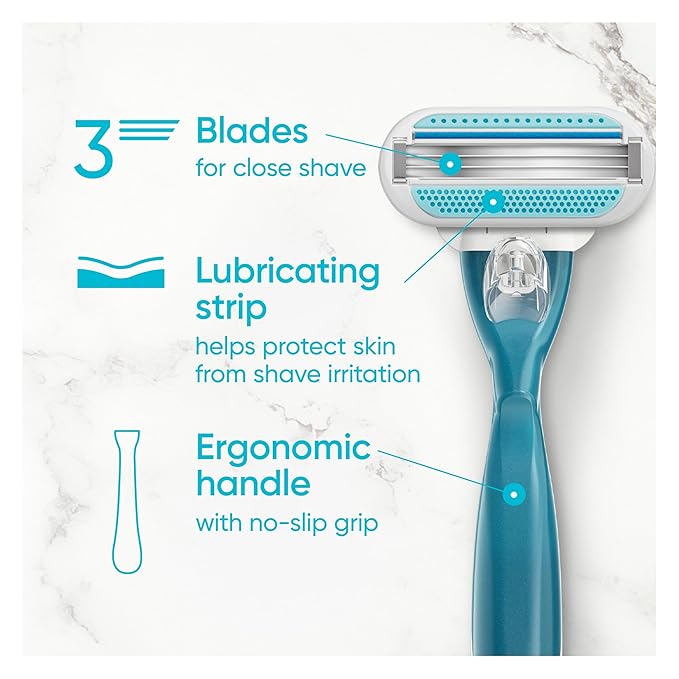 3 Blades
for close shave
Lubricating
strip
helps protect skin
from shave irritation
Ergonomic
handle
with no-slip grip